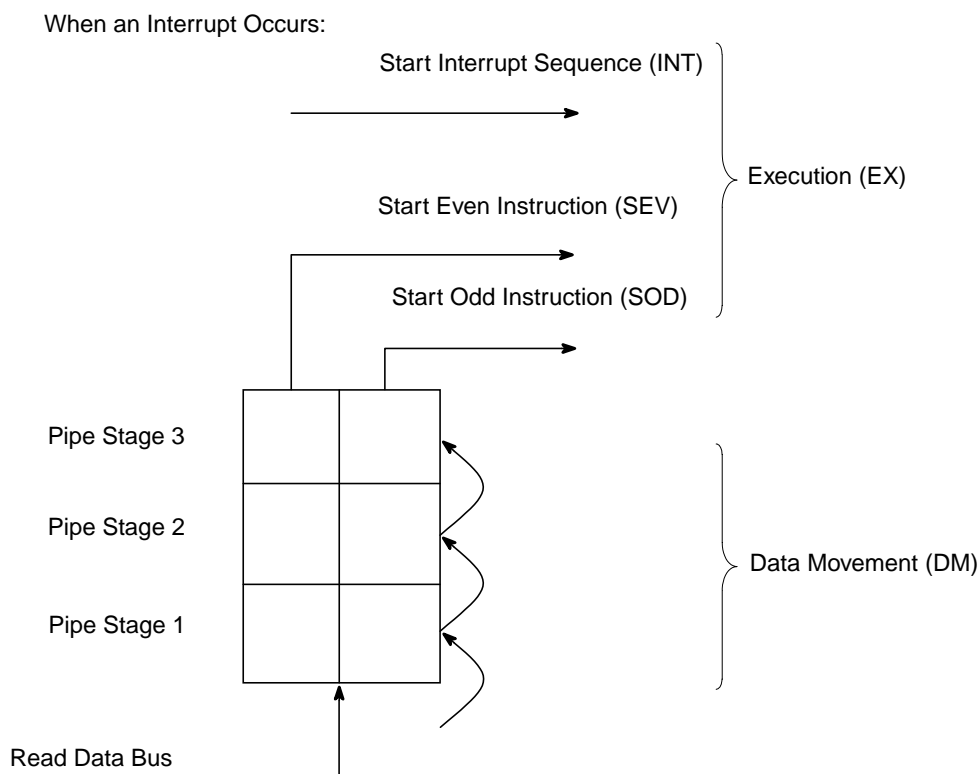 When an Interrupt Occurs:
Start Interrupt Sequence (INT)
Execution (EX)
Start Even Instruction (SEV)
Start Odd Instruction (SOD)
Pipe Stage 3
Pipe Stage 2
Data Movement (DM)
Pipe Stage 1
Read Data Bus